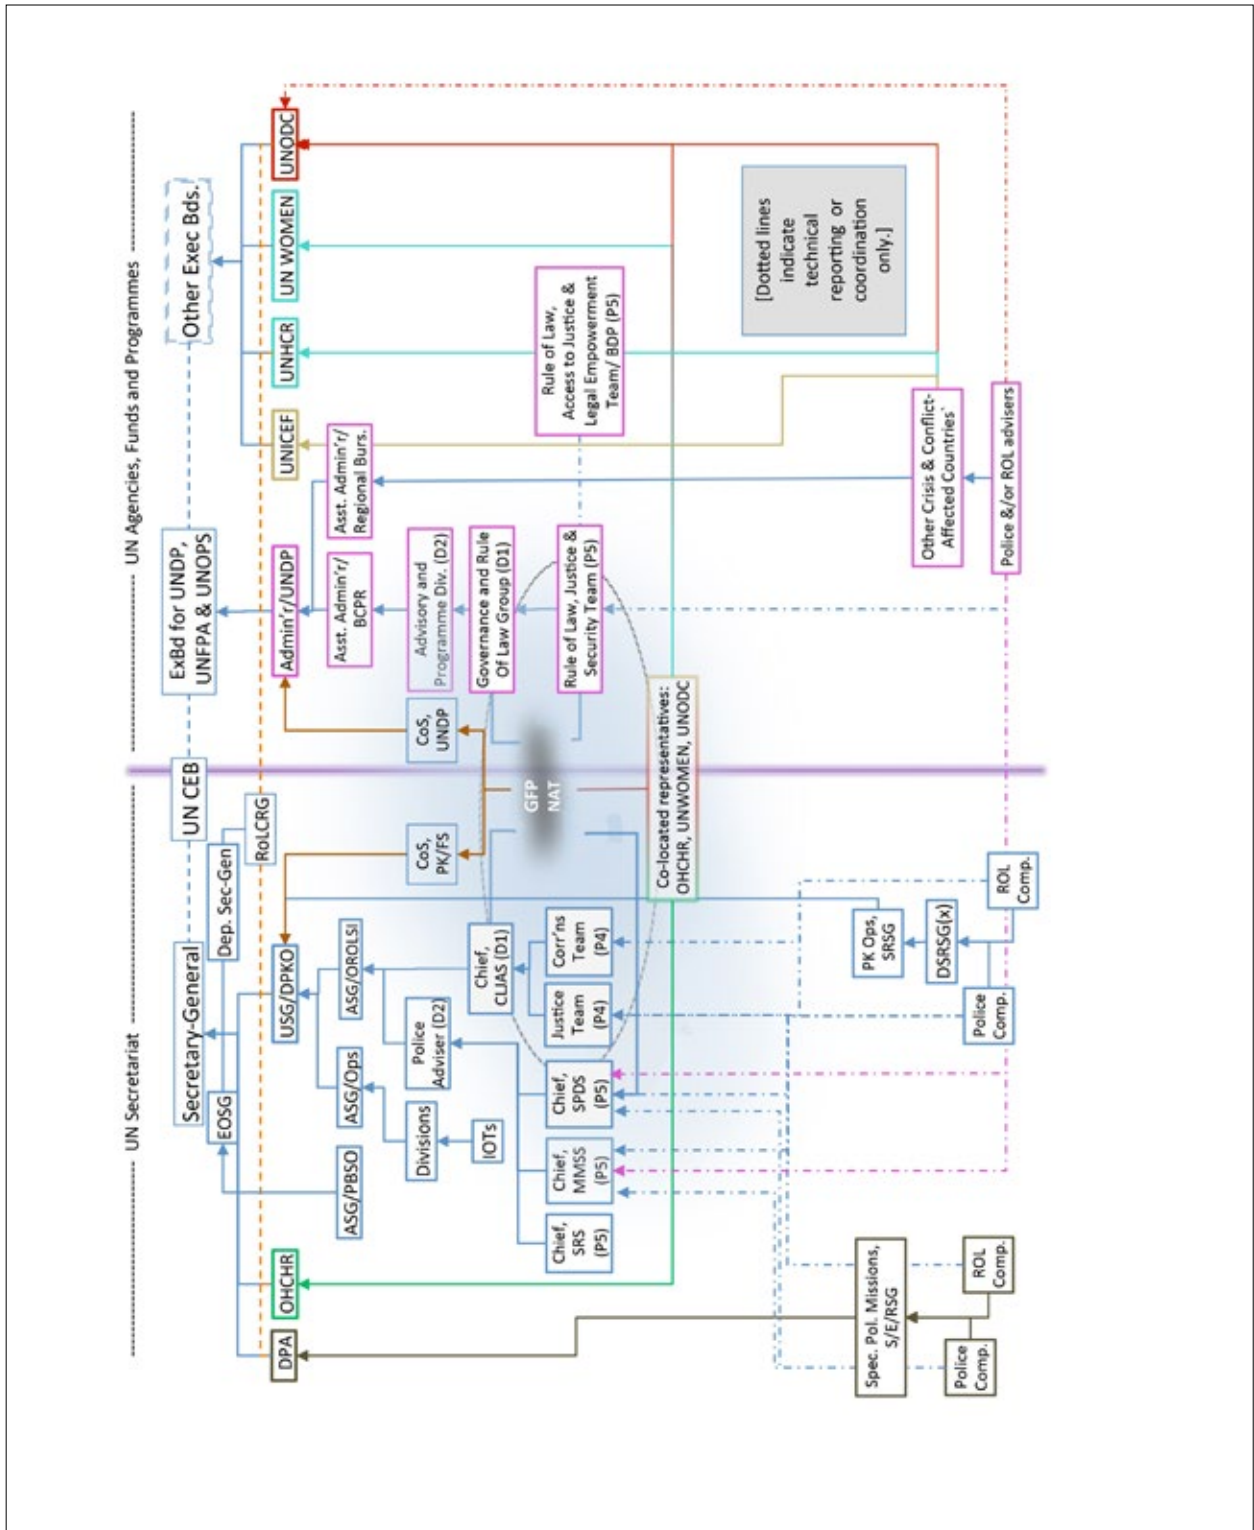 UN Secretariat
UN Agencies, Funds and Programmes
Secretary-General
UN CEB
ExBd for UNDP,
UNFPA & UNOPS
Other Exec Bds.
EOSG
Dep. Sec-Gen
RoLCRG
DPA
OHCHR
USG/DPKO
Admin'r/UNDP
UNICEF
UNHCR
UN WOMEN
UNODC
ASG/PBSO
ASG/Ops
ASG/OROLSI
Asst. Admin'r/
BCPR
Asst. Admin'r/
Regional Burs.
Divisions
Police
Adviser (D2)
CoS,
PK/FS
CoS,
UNDP
Advisory and
Programme Div. (D2)
IOTs
Chief,
CLJAS (D1)
Governance and Rule
Of Law Group (D1)
GFP
NAT
Chief,
SRS
(P5)
Chief,
MMSS
(P5)
Chief,
SPDS
(P5)
Justice
Team
(P4)
Corr'ns
Team
(P4)
Rule of Law, Justice &
Security Team (P5)
Rule of Law,
Access to Justice &
Legal Empowerment
Team/ BDP (P5)
Co-located representatives:
OHCHR, UNWOMEN, UNODC
[Dotted lines
indicate
technical
reporting or
coordination
only.]
Spec. Pol. Missions,
S/E/RSG
PK Ops,
SRSG
DSRSG(x)
Other Crisis & Conflict-
Affected Countries`
Police
Comp.
ROL
Comp.
Police
Comp.
ROL
Comp.
Police &/or ROL advisers